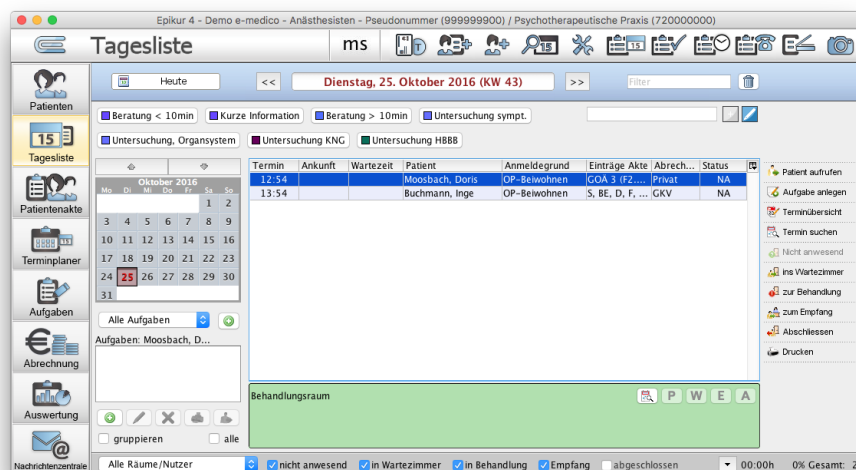 Epikur 4 - Demo e-medico - Anästhesisten - Pseudonummer (999999900) / Psychotherapeutische Praxis (720000000)
Tagesliste
ms
Patienten
15
Tagesliste
Patientenakte
Terminplaner
Aufgaben
Abrechnung
Auswertung
Nachrichtenzentrale
Heute
<<
Dienstag, 25. Oktober 2016 (KW 43)
>>
Filter
Beratung < 10min
Kurze Information
Beratung > 10min
Untersuchung sympt.
Untersuchung, Organsystem
Untersuchung KNG
Untersuchung HBBB
Oktober 2016
Mo Di Mi Do Fr Sa So
1 2
3 4 5 6 7 8 9
10 11 12 13 14 15 16
17 18 19 20 21 22 23
24 25 26 27 28 29 30
31
Alle Aufgaben
Aufgaben: Moosbach, D...
gruppieren alle
Termin Ankunft Wartezeit Patient Anmeldegrund Einträge Akte Abrech... Status
12:54 Moosbach, Doris OP-Beiwohnen GOÄ 3 (F2.... Privat NA
13:54 Buchmann, Inge OP-Beiwohnen S, BE, D, F, ... GKV NA
Behandlungsraum
P W E A
Patient aufrufen
Aufgabe anlegen
Terminübersicht
Termin suchen
Nicht anwesend
ins Wartezimmer
zur Behandlung
zum Empfang
Abschliessen
Drucken
Alle Räume/Nutzer
nicht anwesend
in Wartezimmer
in Behandlung
Empfang
abgeschlossen
00:00h 0% Gesamt: